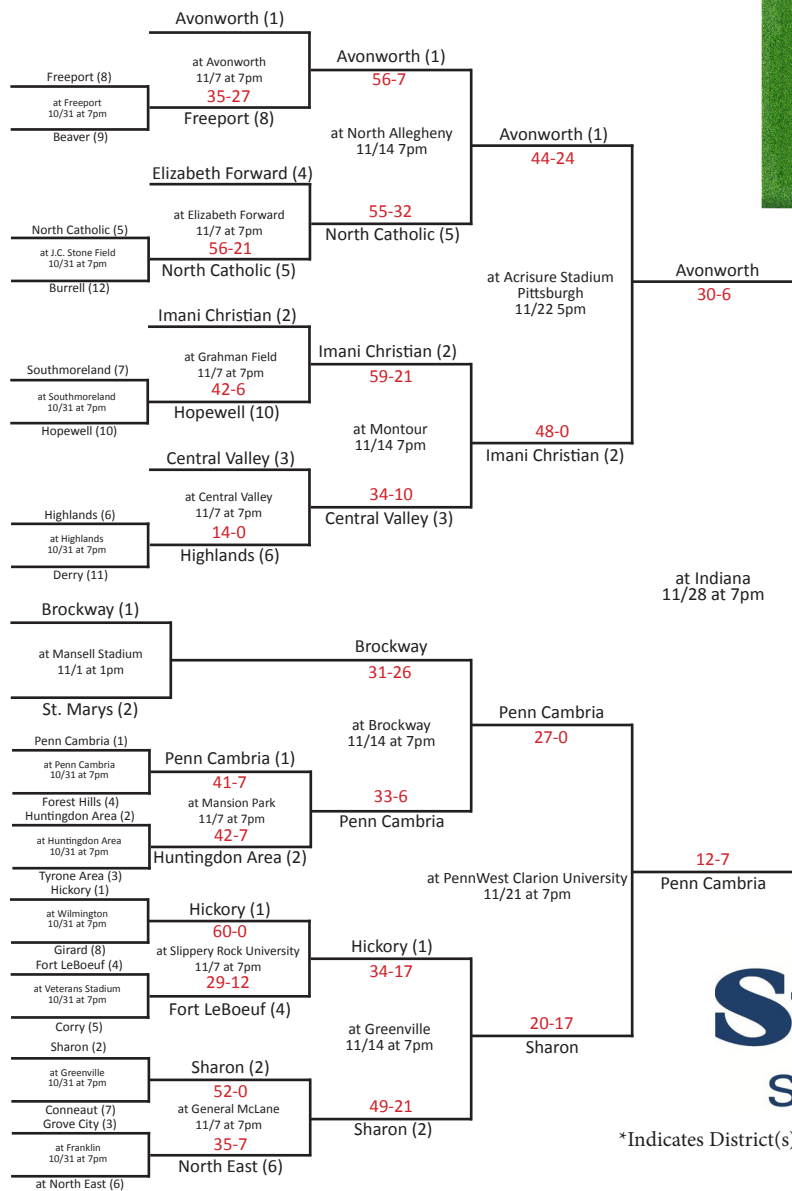 Avonworth (1)
Freeport (8)
at Freeport
10/31 at 7pm
Beaver (9)
at Avonworth
11/7 at 7pm
35-27
Freeport (8)
Avonworth (1)
56-7
at North Allegheny
11/14 7pm
Elizabeth Forward (4)
North Catholic (5)
at J.C. Stone Field
10/31 at 7pm
Burrell (12)
at Elizabeth Forward
11/7 at 7pm
56-21
North Catholic (5)
55-32
North Catholic (5)
Avonworth (1)
44-24
at Acrisure Stadium
Pittsburgh
11/22 5pm
Avonworth
30-6
Imani Christian (2)
Southmoreland (7)
at Southmoreland
10/31 at 7pm
Hopewell (10)
at Grahman Field
11/7 at 7pm
42-6
Hopewell (10)
Imani Christian (2)
59-21
at Montour
11/14 7pm
Central Valley (3)
Highlands (6)
at Highlands
10/31 at 7pm
Derry (11)
at Central Valley
11/7 at 7pm
14-0
Highlands (6)
34-10
Central Valley (3)
48-0
Imani Christian (2)
at Indiana
11/28 at 7pm
Brockway (1)
at Mansell Stadium
11/1 at 1pm
St. Marys (2)
Brockway
31-26
at Brockway
11/14 at 7pm
Penn Cambria (1)
at Penn Cambria
10/31 at 7pm
Forest Hills (4)
Huntingdon Area (2)
at Huntingdon Area
10/31 at 7pm
Tyrone Area (3)
Penn Cambria (1)
41-7
at Mansion Park
11/7 at 7pm
42-7
Huntingdon Area (2)
33-6
Penn Cambria
Penn Cambria
27-0
at PennWest Clarion University
11/21 at 7pm
12-7
Penn Cambria
Hickory (1)
at Wilmington
10/31 at 7pm
Girard (8)
Fort LeBoeuf (4)
at Veterans Stadium
10/31 at 7pm
Corry (5)
Hickory (1)
60-0
at Slippery Rock University
11/7 at 7pm
29-12
Fort LeBoeuf (4)
Hickory (1)
34-17
at Greenville
11/14 at 7pm
Sharon (2)
at Greenville
10/31 at 7pm
Conneaut (7)
Grove City (3)
at Franklin
10/31 at 7pm
at North East (6)
Sharon (2)
52-0
at General McLane
11/7 at 7pm
35-7
North East (6)
49-21
Sharon (2)
20-17
Sharon
S
S
*Indicates District(s)